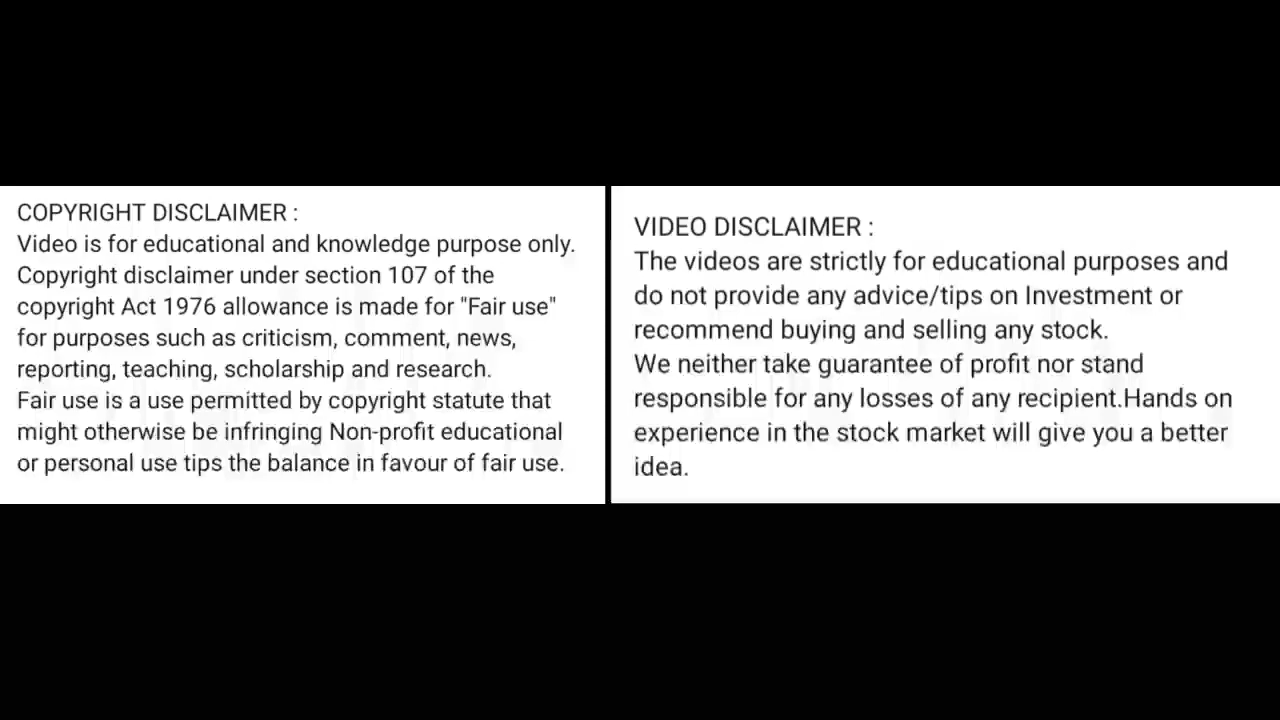 COPYRIGHT DISCLAIMER :
Video is for educational and knowledge purpose only.
Copyright disclaimer under section 107 of the
copyright Act 1976 allowance is made for "Fair use"
for purposes such as criticism, comment, news,
reporting, teaching, scholarship and research.
Fair use is a use permitted by copyright statute that
might otherwise be infringing Non-profit educational
or personal use tips the balance in favour of fair use.
VIDEO DISCLAIMER :
The videos are strictly for educational purposes and
do not provide any advice/tips on Investment or
recommend buying and selling any stock.
We neither take guarantee of profit nor stand
responsible for any losses of any recipient.Hands on
experience in the stock market will give you a better
idea.